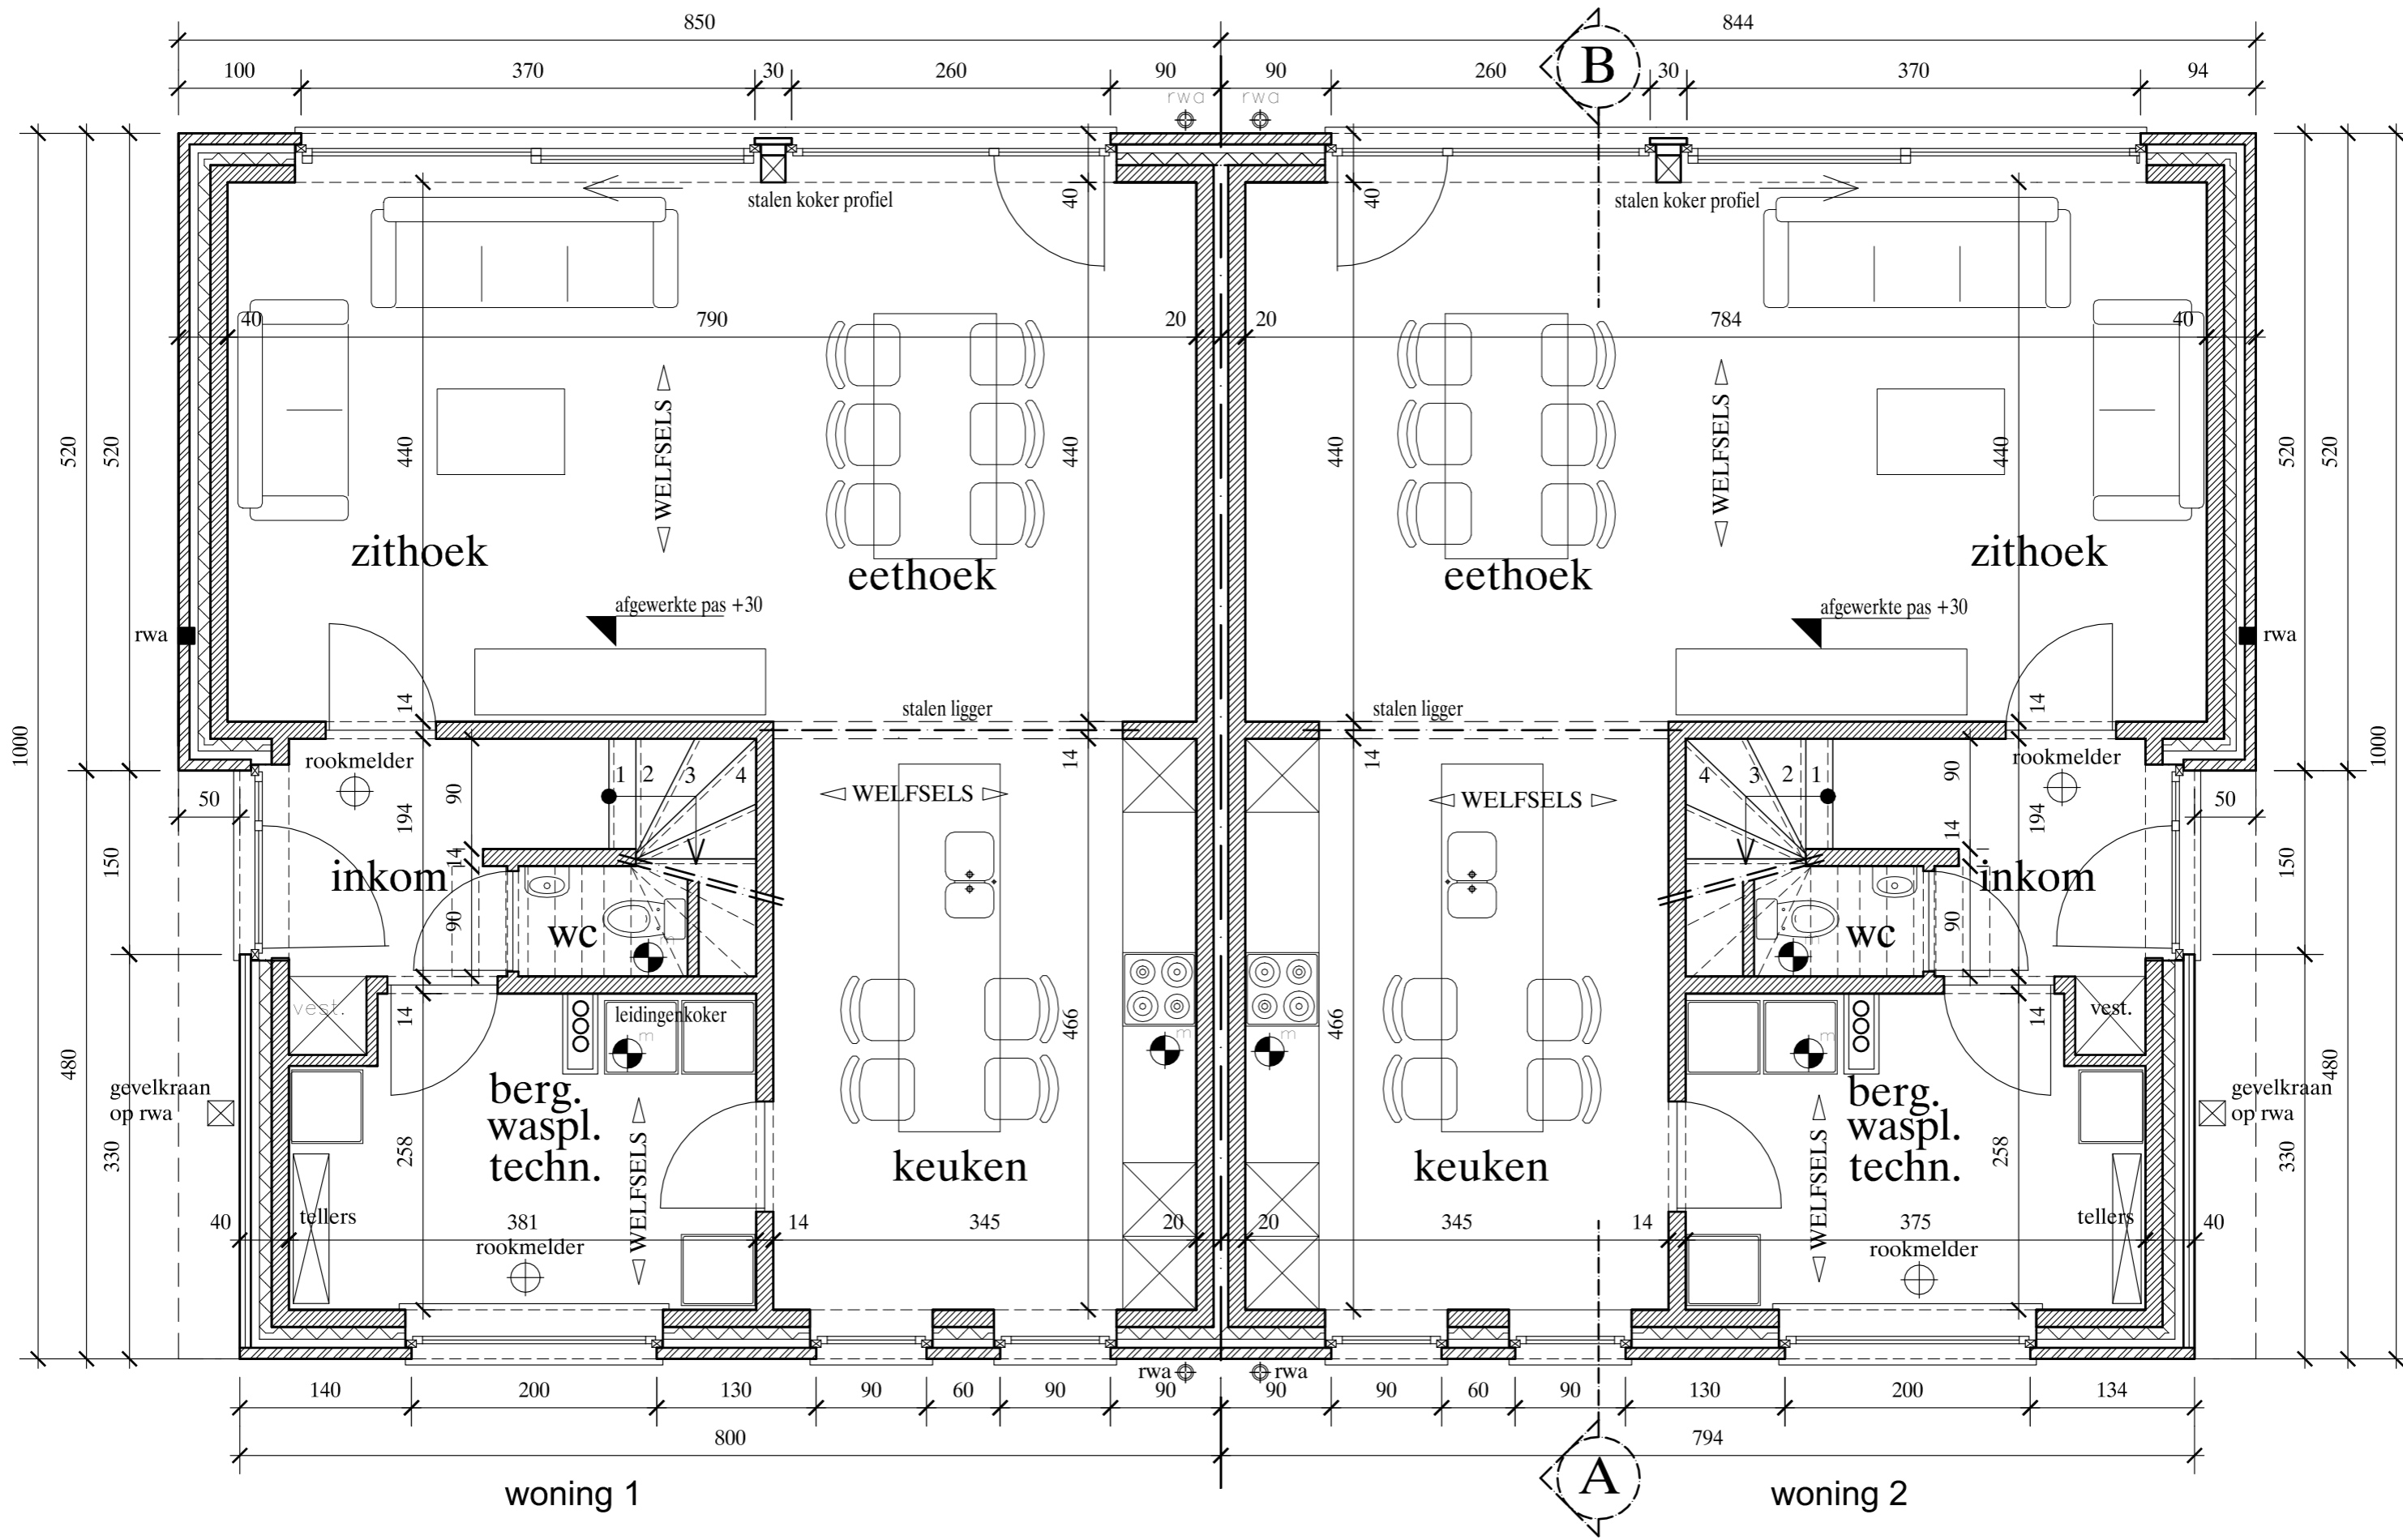 850
844
100
370
30
260
90
90
260
30
370
94
B
rwa
rwa
stalen koker profiel
stalen koker profiel
40
40
40
790
20
20
784
40
520
520
440
WELFSELS
440
440
WELFSELS
440
520
520
zithoek
eethoek
eethoek
zithoek
afgewerkte pas +30
afgewerkte pas +30
rwa
rwa
1000
1000
14
stalen ligger
stalen ligger
14
14
14
rookmelder
rookmelder
1
2
3
4
4
3
2
1
50
90
194
WELFSELS
WELFSELS
90
194
50
150
14
14
150
inkom
inkom
90
90
wc
wc
m
vest.
vest.
14
leidingenkoker
14
m
m
m
466
466
480
480
gevelkraan
op rwa
gevelkraan
op rwa
berg.
waspl.
techn.
berg.
waspl.
techn.
330
258
WELFSELS
keuken
keuken
WELFSELS
258
330
40
tellers
381
14
345
20
20
345
14
375
tellers
40
rookmelder
rookmelder
rwa
rwa
140
200
130
90
60
90
90
90
90
60
90
130
200
134
800
794
A
woning 1
woning 2